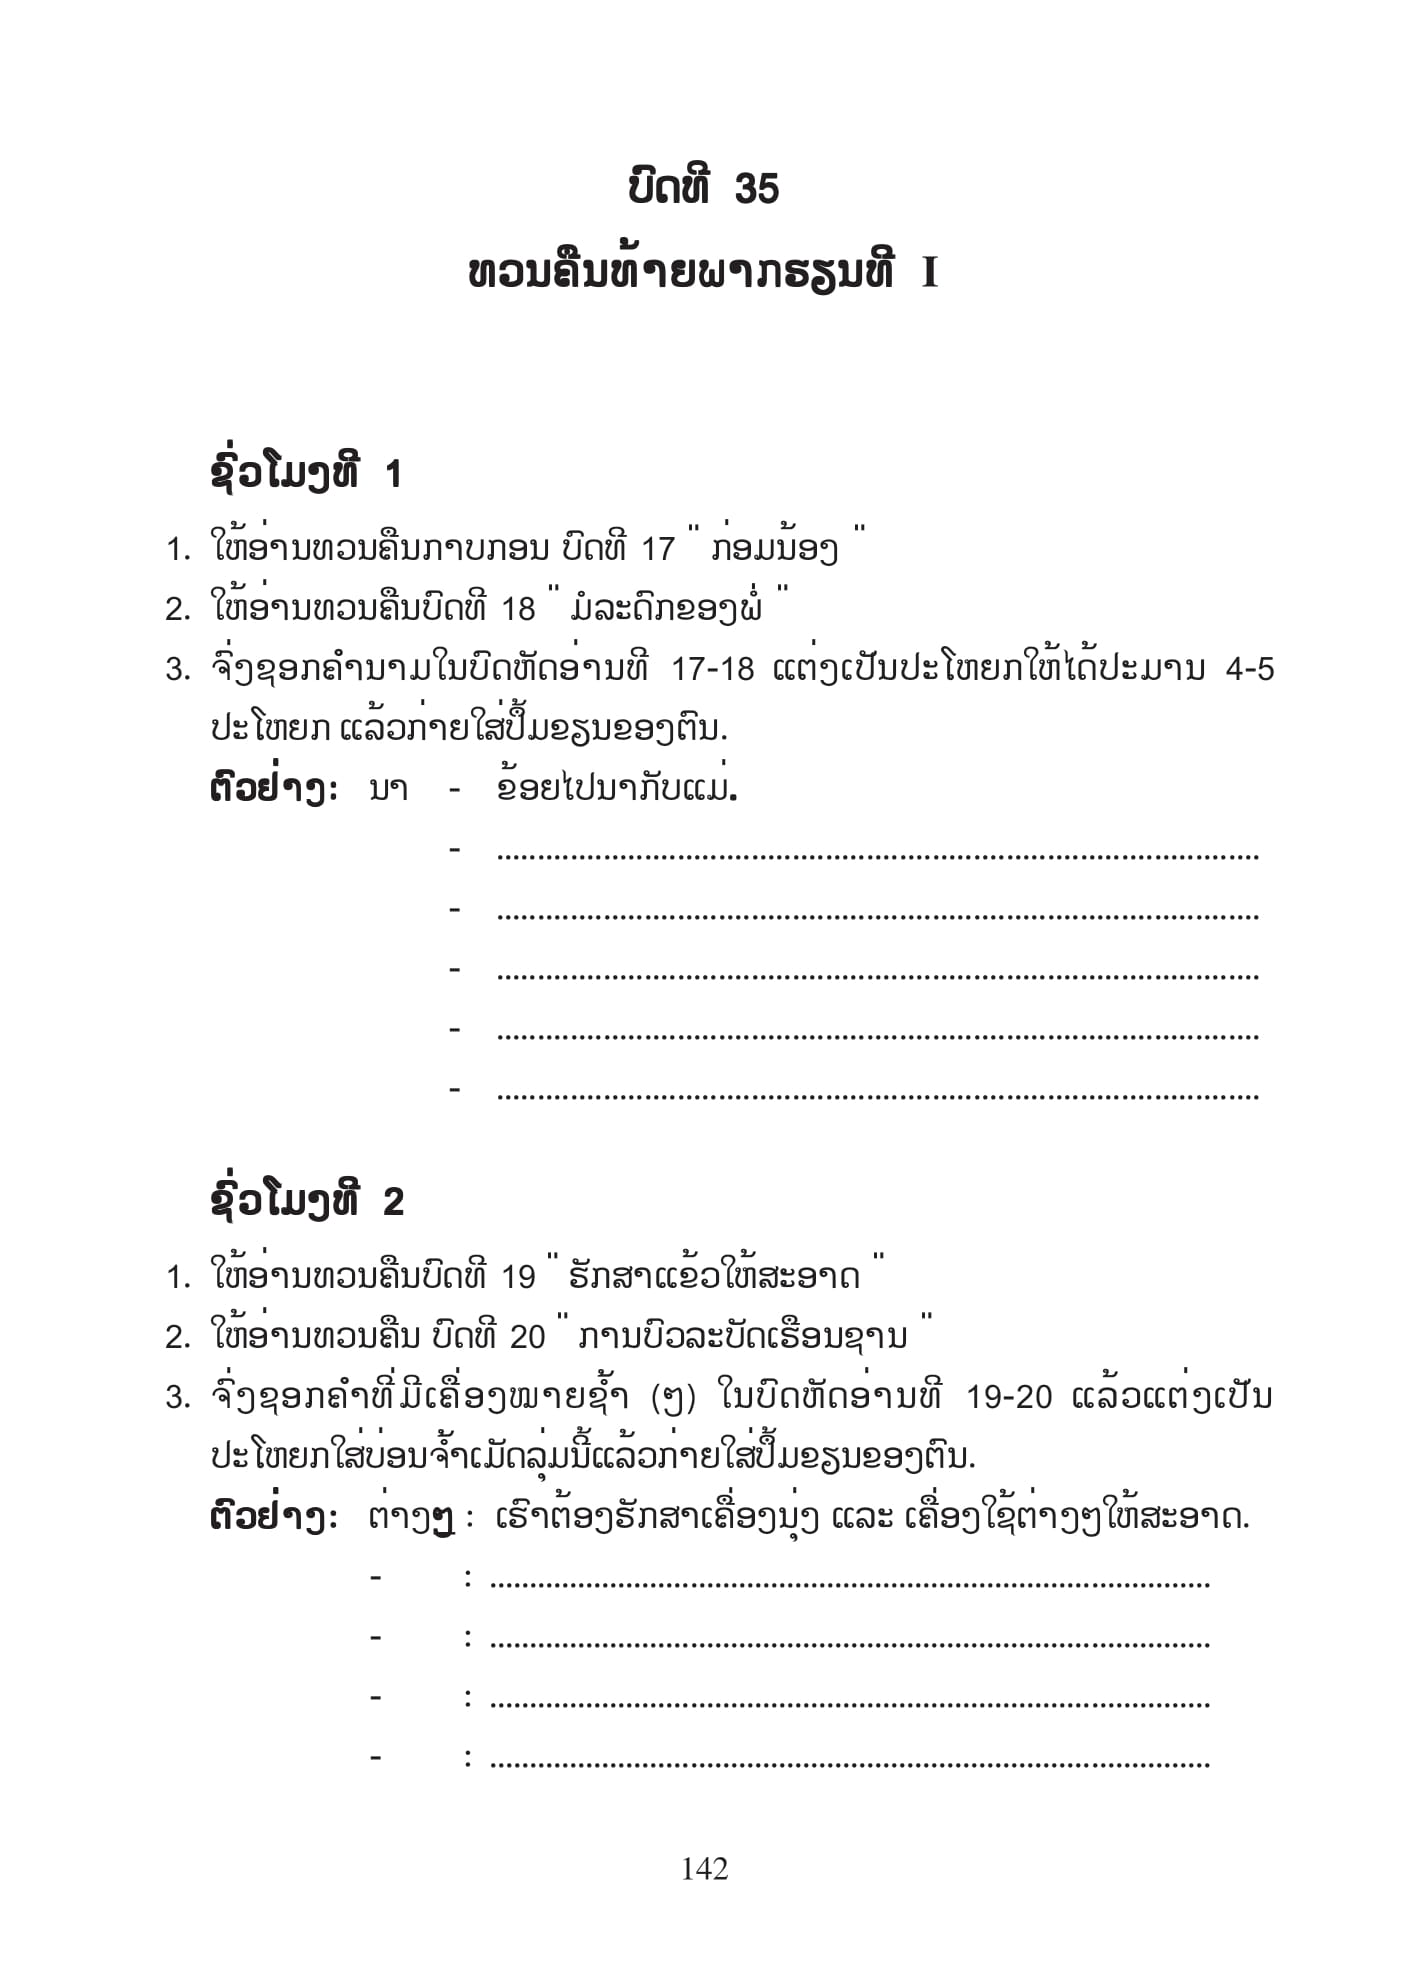 ບົດທີ 35
ທວນຄືນທ້າຍພາກຮຽນທີ I
ຊົ່ວໂມງທີ 1
1. ໃຫ້ອ່ານທວນຄືນກາບກອນ ບົດທີ 17 " ກ່ອມນ້ອງ "
2. ໃຫ້ອ່ານທວນຄືນບົດທີ 18 " ມໍລະດົກຂອງພໍ່ "
3. ຈົ່ງຊອກຄຳນາມໃນບົດຫັດອ່ານທີ 17-18 ແຕ່ງເປັນປະໂຫຍກໃຫ້ໄດ້ປະມານ 4-5
ປະໂຫຍກ ແລ້ວກ່າຍໃສ່ປຶ້ມຂຽນຂອງຕົນ.
ຕົວຢ່າງ: ນາ - ຂ້ອຍໄປນາກັບແມ່.
- ............................................................................................
- ............................................................................................
- ............................................................................................
- ............................................................................................
- ............................................................................................
ຊົ່ວໂມງທີ 2
1. ໃຫ້ອ່ານທວນຄືນບົດທີ 19 " ຮັກສາແຂ້ວໃຫ້ສະອາດ "
2. ໃຫ້ອ່ານທວນຄືນ ບົດທີ 20 " ການບົວລະບັດເຮືອນຊານ "
3. ຈົ່ງຊອກຄຳທີ່ມີເຄື່ອງໝາຍຊ້ຳ (ໆ) ໃນບົດຫັດອ່ານທີ 19-20 ແລ້ວແຕ່ງເປັນ
ປະໂຫຍກໃສ່ບ່ອນຈ້ຳເມັດລຸ່ມນີ້ແລ້ວກ່າຍໃສ່ປຶ້ມຂຽນຂອງຕົນ.
ຕົວຢ່າງ: ຕ່າງໆ : ເຮົາຕ້ອງຮັກສາເຄື່ອງນຸ່ງ ແລະ ເຄື່ອງໃຊ້ຕ່າງໆໃຫ້ສະອາດ.
- : .......................................................................................
- : .......................................................................................
- : .......................................................................................
- : .......................................................................................
142